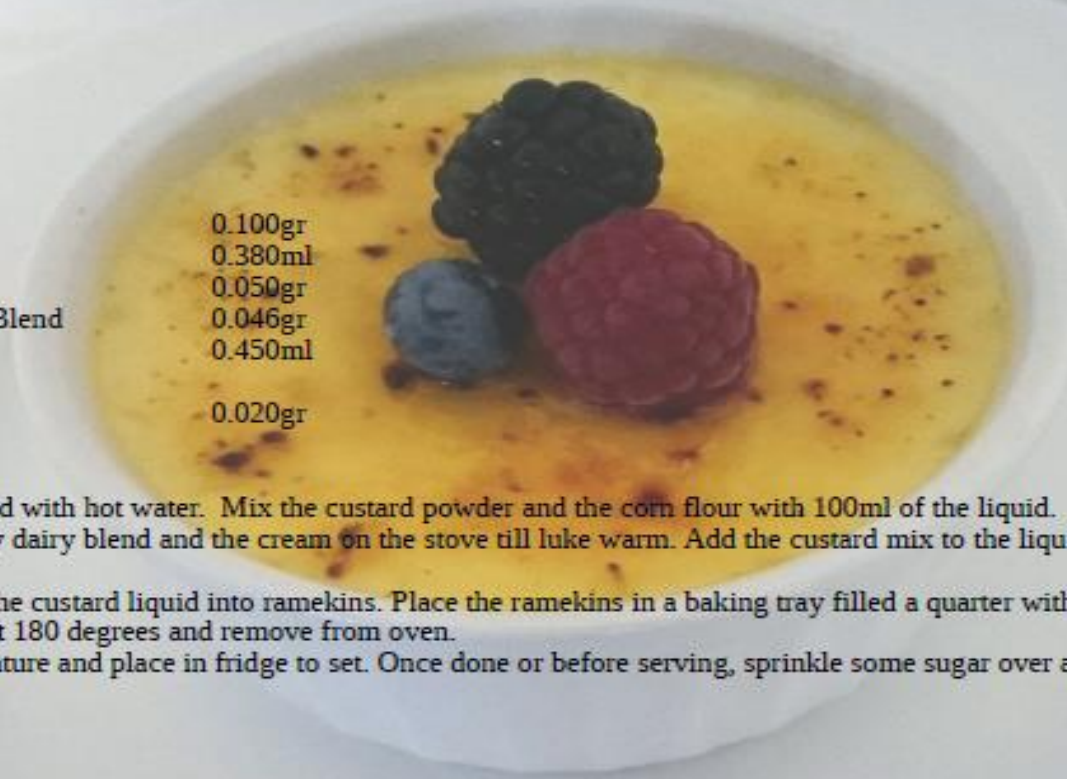 0.100gr
0.380ml
0.050gr
Blend 0.046gr
0.450ml
0.020gr
d with hot water. Mix the custard powder and the corn flour with 100ml of the liquid.
y dairy blend and the cream on the stove till luke warm. Add the custard mix to the liqu
he custard liquid into ramekins. Place the ramekins in a baking tray filled a quarter with
t 180 degrees and remove from oven.
ture and place in fridge to set. Once done or before serving, sprinkle some sugar over a